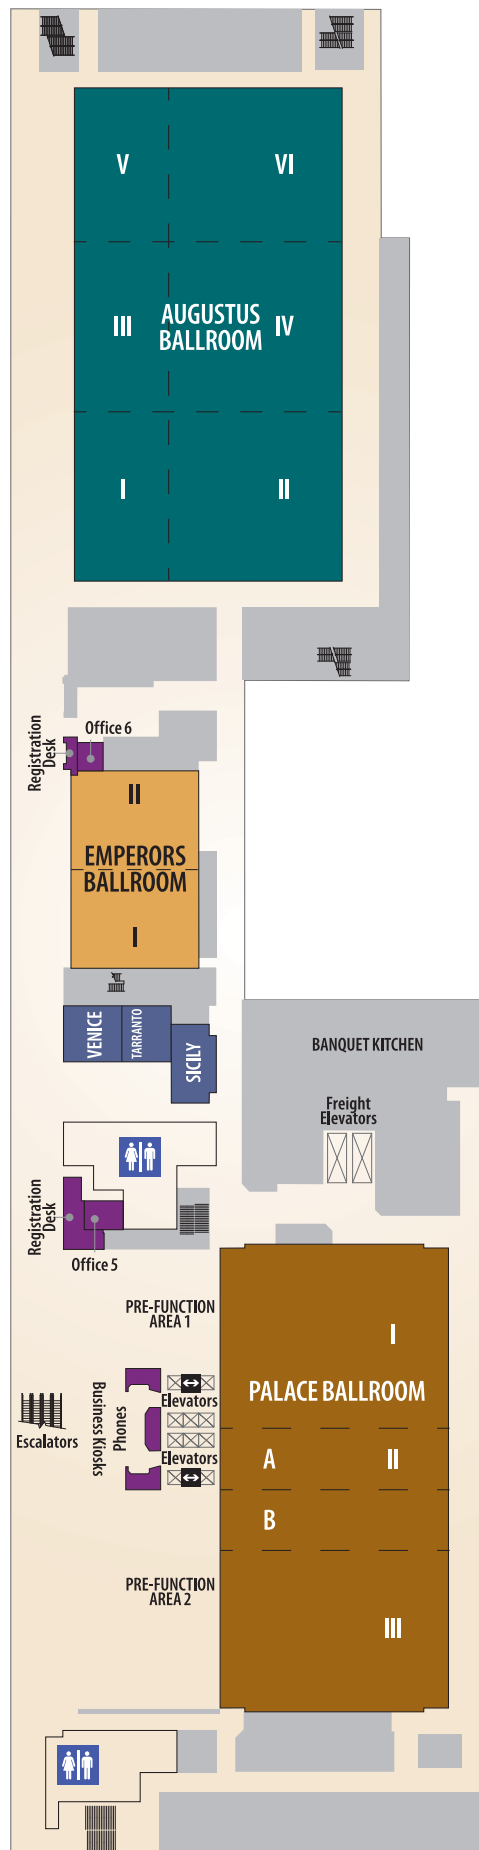 V
VI
III
AUGUSTUS
BALLROOM
IV
I
II
Registration
Desk
Office 6
II
EMPERORS
BALLROOM
I
VENICE
TARRANTO
SICILY
BANQUET KITCHEN
Freight
Elevators
Registration
Desk
Office 5
PRE-FUNCTION
AREA 1
I
PALACE BALLROOM
Escalators
Business Kiosks
Phones
Elevators
Elevators
A
II
B
PRE-FUNCTION
AREA 2
III